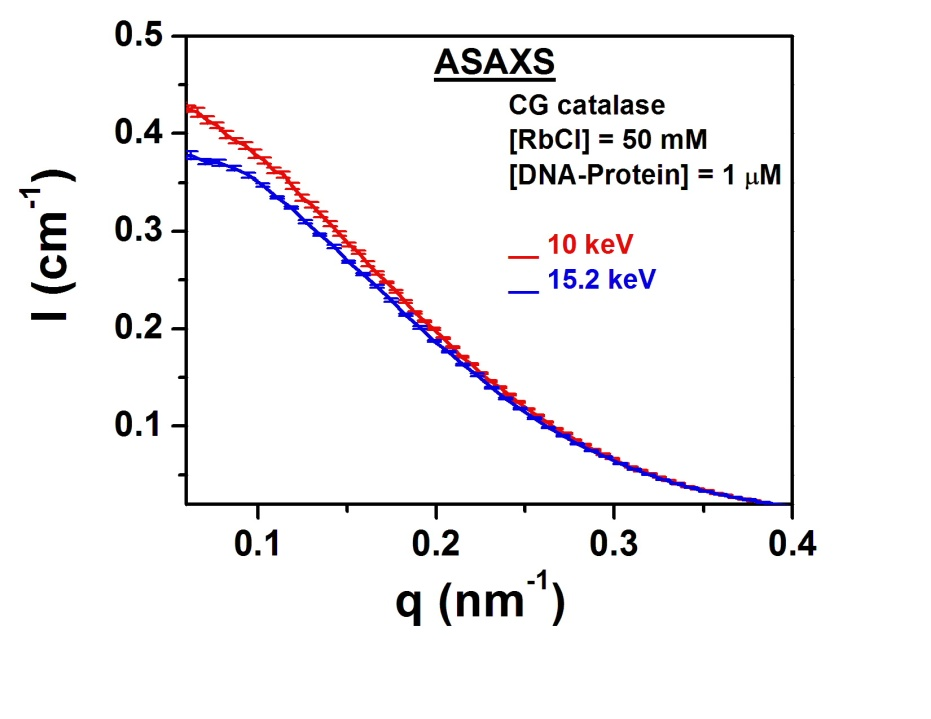 ASAXS
CG catalase
[RbCl] = 50 mM
[DNA-Protein] = 1 μM
10 keV
15.2 keV
I (cm⁻¹)
0.5
0.4
0.3
0.2
0.1
0.1 0.2 0.3 0.4
q (nm⁻¹)